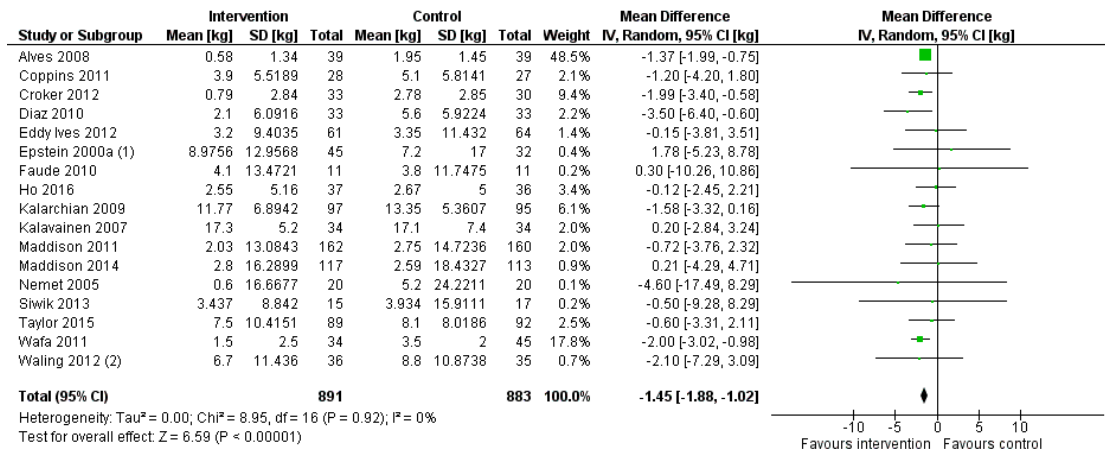 Intervention Control Mean Difference Mean Difference
Study or Subgroup Mean [kg] SD [kg] Total Mean [kg] SD [kg] Total Weight IV, Random, 95% CI [kg] IV, Random, 95% CI [kg]
Alves 2008 0.58 1.34 39 1.95 1.45 39 48.5% -1.37 [-1.99, -0.75]
Coppins 2011 3.9 5.5189 28 5.1 5.8141 27 2.1% -1.20 [-4.20, 1.80]
Croker 2012 0.79 2.84 33 2.78 2.85 30 9.4% -1.99 [-3.40, -0.58]
Diaz 2010 2.1 6.0916 33 5.6 5.9224 33 2.2% -3.50 [-6.40, -0.60]
Eddy Ives 2012 3.2 9.4035 61 3.35 11.432 64 1.4% -0.15 [-3.81, 3.51]
Epstein 2000a (1) 8.9756 12.9568 45 7.2 17 32 0.4% 1.78 [-5.23, 8.78]
Faude 2010 4.1 13.4721 11 3.8 11.7475 11 0.2% 0.30 [-10.26, 10.86]
Ho 2016 2.55 5.16 37 2.67 5 36 3.4% -0.12 [-2.45, 2.21]
Kalarchian 2009 11.77 6.8942 97 13.35 5.3607 95 6.1% -1.58 [-3.32, 0.16]
Kalavainen 2007 17.3 5.2 34 17.1 7.4 34 2.0% 0.20 [-2.84, 3.24]
Maddison 2011 2.03 13.0843 162 2.75 14.7236 160 2.0% -0.72 [-3.76, 2.32]
Maddison 2014 2.8 16.2899 117 2.59 18.4327 113 0.9% 0.21 [-4.29, 4.71]
Nemet 2005 0.6 16.6677 20 5.2 24.2211 20 0.1% -4.60 [-17.49, 8.29]
Siwik 2013 3.437 8.842 15 3.934 15.9111 17 0.2% -0.50 [-9.28, 8.29]
Taylor 2015 7.5 10.4151 89 8.1 8.0186 92 2.5% -0.60 [-3.31, 2.11]
Wafa 2011 1.5 2.5 34 3.5 2 45 17.8% -2.00 [-3.02, -0.98]
Waling 2012 (2) 6.7 11.436 36 8.8 10.8738 35 0.7% -2.10 [-7.29, 3.09]
Total (95% CI) 891 883 100.0% -1.45 [-1.88, -1.02]
Heterogeneity: Tau² = 0.00; Chi² = 8.95, df = 16 (P = 0.92); I² = 0%
Test for overall effect: Z = 6.59 (P < 0.00001)
-10 -5 0 5 10
Favours intervention Favours control